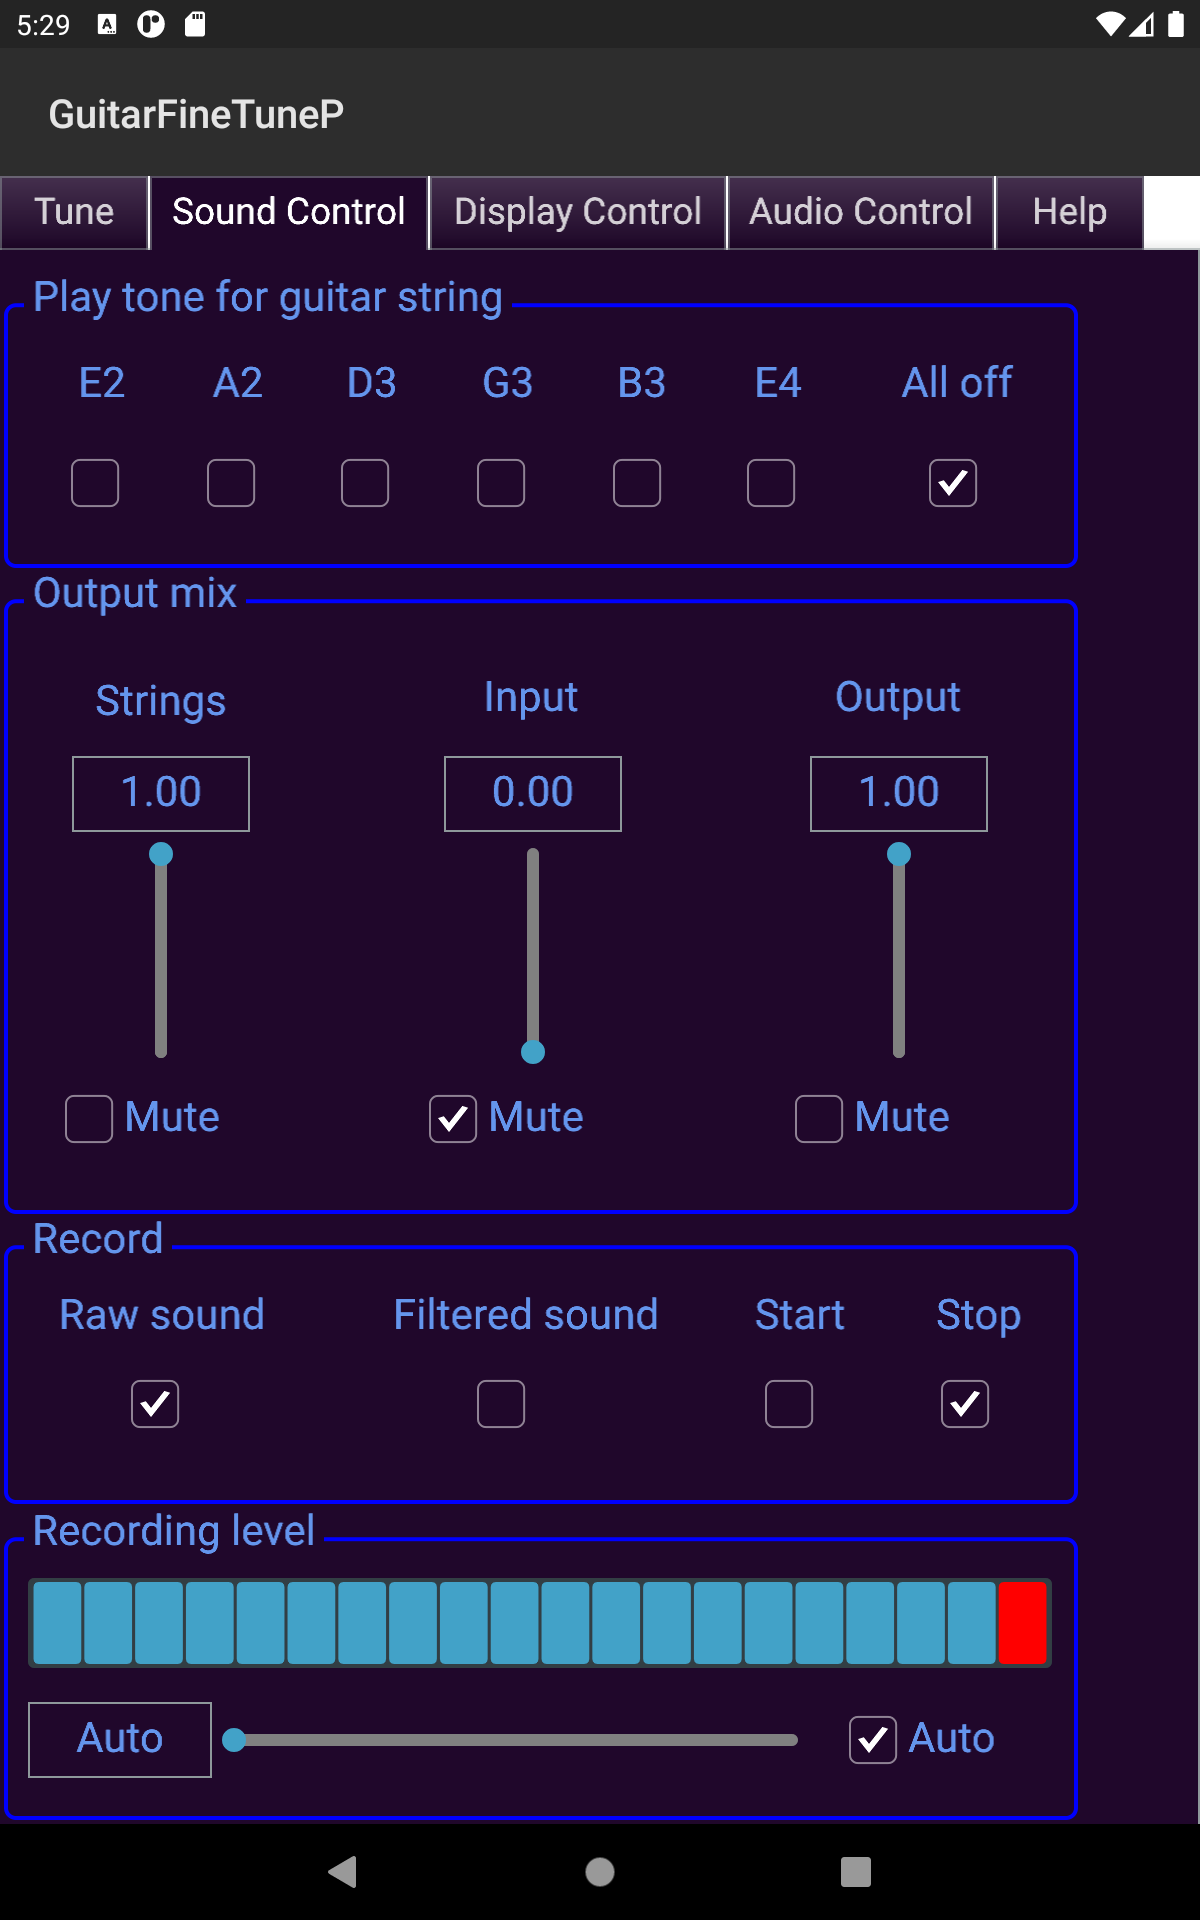 5:29
GuitarFineTuneP
Tune Sound Control Display Control Audio Control Help
Play tone for guitar string
E2 A2 D3 G3 B3 E4 All off
Output mix
Strings Input Output
1.00 0.00 1.00
Mute Mute Mute
Record
Raw sound Filtered sound Start Stop
Recording level
Auto Auto